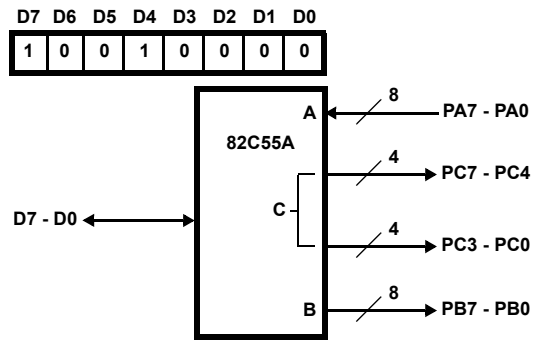 D7 D6 D5 D4 D3 D2 D1 D0
1 0 0 1 0 0 0 0
8
A PA7 - PA0
82C55A
4
PC7 - PC4
C
D7 - D0
4
PC3 - PC0
8
B PB7 - PB0